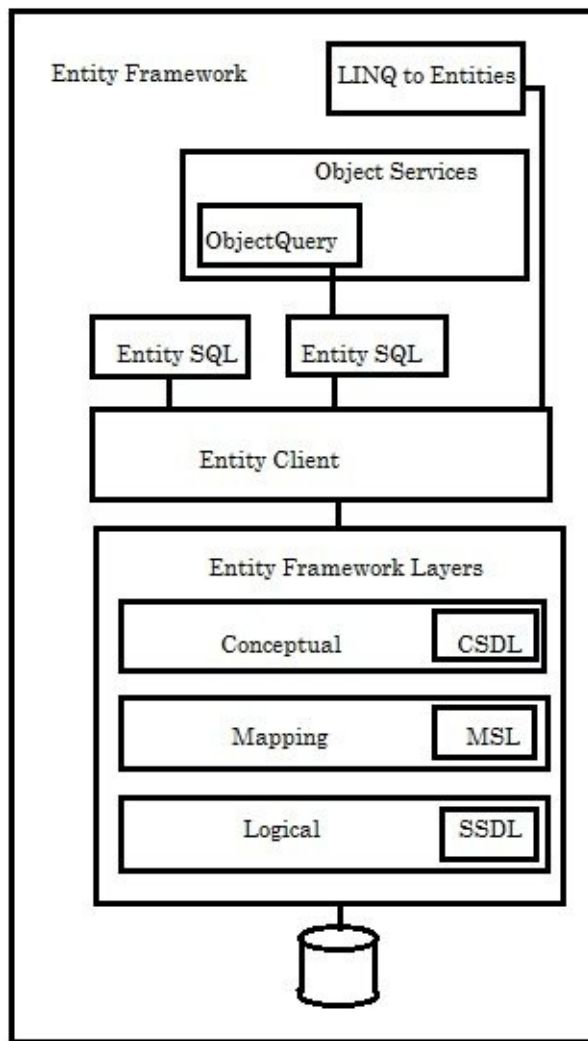 Entity Framework
LINQ to Entities
Object Services
ObjectQuery
Entity SQL
Entity SQL
Entity Client
Entity Framework Layers
Conceptual
CSDL
Mapping
MSL
Logical
SSDL